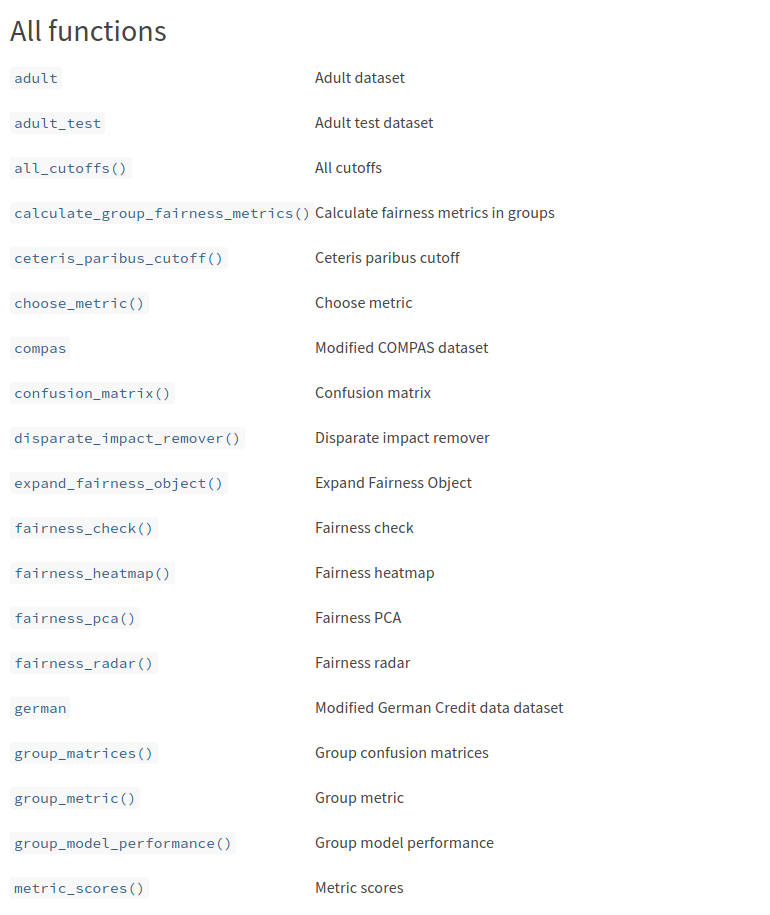 All functions
adult Adult dataset
adult_test Adult test dataset
all_cutoffs() All cutoffs
calculate_group_fairness_metrics() Calculate fairness metrics in groups
ceteris_paribus_cutoff() Ceteris paribus cutoff
choose_metric() Choose metric
compas Modified COMPAS dataset
confusion_matrix() Confusion matrix
disparate_impact_remover() Disparate impact remover
expand_fairness_object() Expand Fairness Object
fairness_check() Fairness check
fairness_heatmap() Fairness heatmap
fairness_pca() Fairness PCA
fairness_radar() Fairness radar
german Modified German Credit data dataset
group_matrices() Group confusion matrices
group_metric() Group metric
group_model_performance() Group model performance
metric_scores() Metric scores